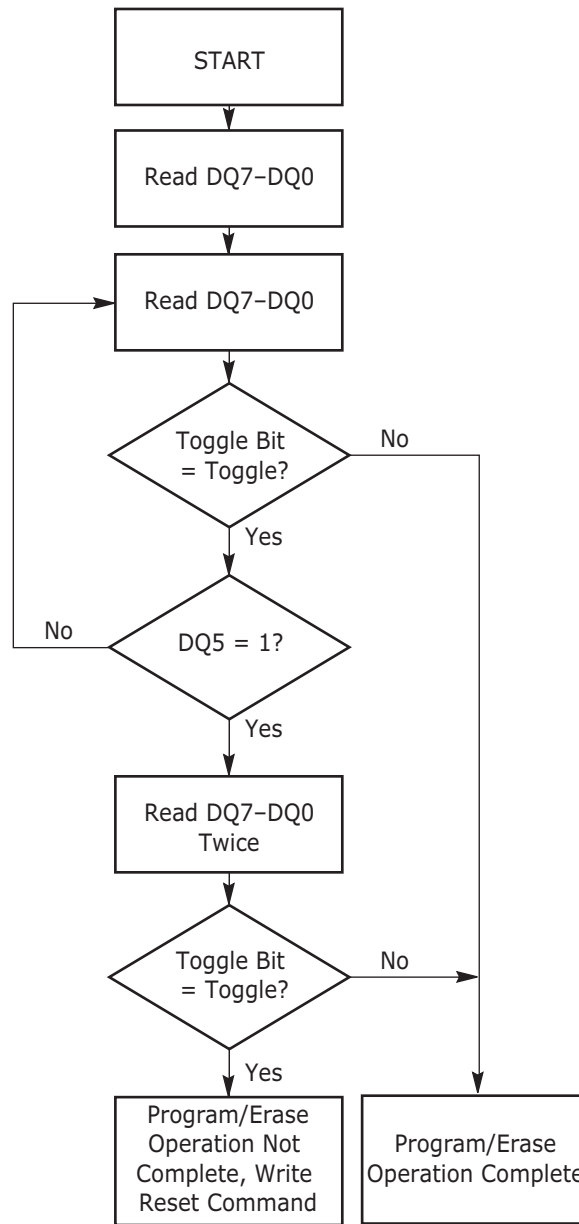 START
Read DQ7–DQ0
Read DQ7–DQ0
Toggle Bit
= Toggle?
No
Yes
No
DQ5 = 1?
Yes
Read DQ7–DQ0
Twice
Toggle Bit
= Toggle?
No
Yes
Program/Erase
Operation Not
Complete, Write
Reset Command
Program/Erase
Operation Complete